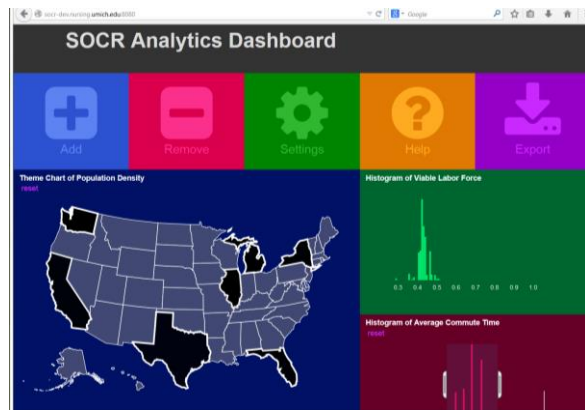 socr-dev.nursing.umich.edu:8080
Google
SOCR Analytics Dashboard
Add
Remove
Settings
Help
Export
Theme Chart of Population Density
reset
Histogram of Viable Labor Force
0.3 0.4 0.5 0.6 0.7 0.8 0.9 1.0
Histogram of Average Commute Time
reset